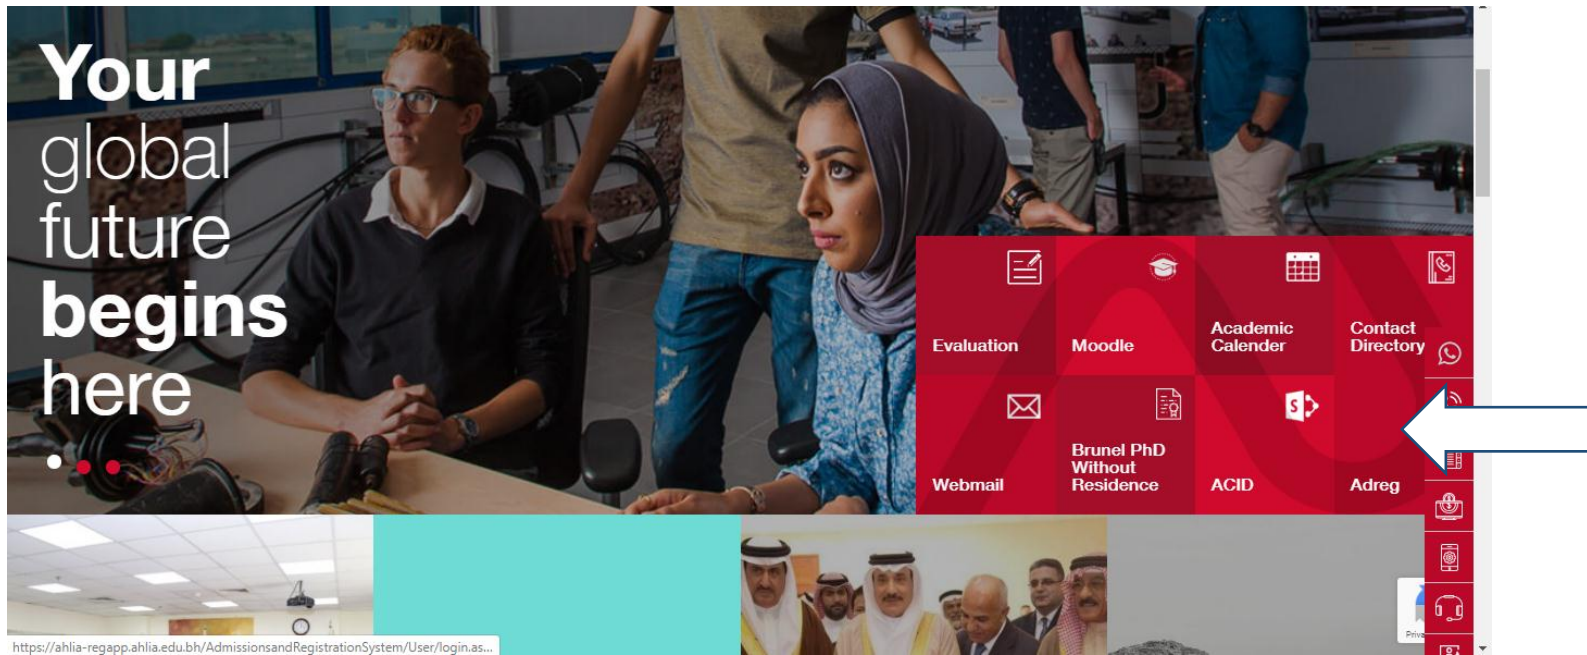 Your
global
future
begins
here
Evaluation
Moodle
Academic
Calender
Contact
Directory
Webmail
Brunel PhD
Without
Residence
ACID
Adreg
S
https://ahlia-regapp.ahlia.edu.bh/AdmissionsandRegistrationSystem/User/login.as...